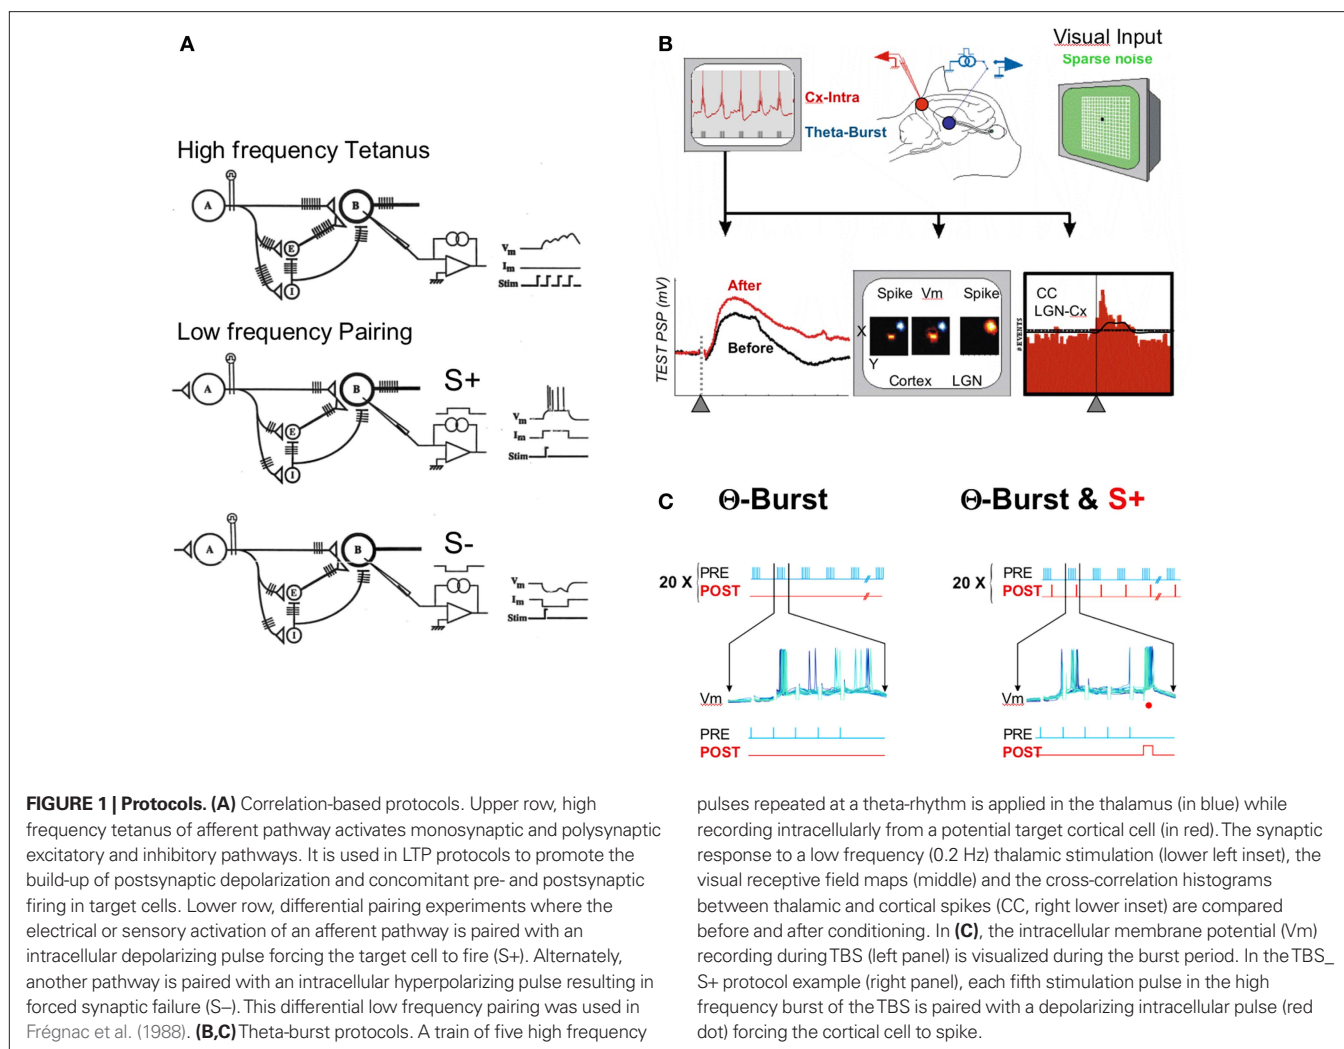 A
High frequency Tetanus
A
B
E
I
Vm
Im
Stim
Low frequency Pairing
A
B
E
I
S+
Vm
Im
Stim
A
B
E
I
S-
Vm
Im
Stim
B
Cx-Intra
Theta-Burst
Visual Input
Sparse noise
TEST PSP (mV)
After
Before
Spike Vm Spike
X
Y
Cortex LGN
CC
LGN-Cx
# EVENTS
C
Θ-Burst
20 X
PRE
POST
Vm
PRE
POST
Θ-Burst & S+
20 X
PRE
POST
Vm
PRE
POST
FIGURE 1 | Protocols. (A) Correlation-based protocols. Upper row, high
frequency tetanus of afferent pathway activates monosynaptic and polysynaptic
excitatory and inhibitory pathways. It is used in LTP protocols to promote the
build-up of postsynaptic depolarization and concomitant pre- and postsynaptic
firing in target cells. Lower row, differential pairing experiments where the
electrical or sensory activation of an afferent pathway is paired with an
intracellular depolarizing pulse forcing the target cell to fire (S+). Alternately,
another pathway is paired with an intracellular hyperpolarizing pulse resulting in
forced synaptic failure (S–). This differential low frequency pairing was used in
Frégnac et al. (1988). (B,C) Theta-burst protocols. A train of five high frequency
pulses repeated at a theta-rhythm is applied in the thalamus (in blue) while
recording intracellularly from a potential target cortical cell (in red). The synaptic
response to a low frequency (0.2 Hz) thalamic stimulation (lower left inset), the
visual receptive field maps (middle) and the cross-correlation histograms
between thalamic and cortical spikes (CC, right lower inset) are compared
before and after conditioning. In (C), the intracellular membrane potential (Vm)
recording during TBS (left panel) is visualized during the burst period. In the TBS_
S+ protocol example (right panel), each fifth stimulation pulse in the high
frequency burst of the TBS is paired with a depolarizing intracellular pulse (red
dot) forcing the cortical cell to spike.